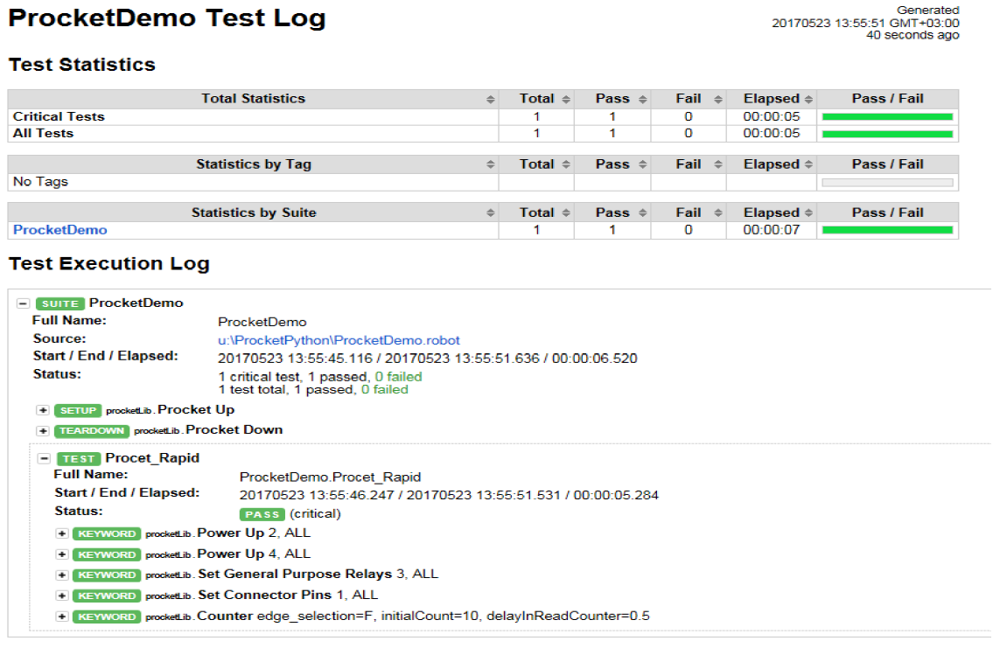 ProcketDemo Test Log
Generated
20170523 13:55:51 GMT+03:00
40 seconds ago
Test Statistics
Total Statistics Total Pass Fail Elapsed Pass / Fail
Critical Tests 1 1 0 00:00:05
All Tests 1 1 0 00:00:05
Statistics by Tag Total Pass Fail Elapsed Pass / Fail
No Tags
Statistics by Suite Total Pass Fail Elapsed Pass / Fail
ProcketDemo 1 1 0 00:00:07
Test Execution Log
SUITE ProcketDemo
Full Name: ProcketDemo
Source: u:\ProcketPython\ProcketDemo.robot
Start / End / Elapsed: 20170523 13:55:45.116 / 20170523 13:55:51.636 / 00:00:06.520
Status: 1 critical test, 1 passed, 0 failed
1 test total, 1 passed, 0 failed
SETUP procketLib. Procket Up
TEARDOWN procketLib. Procket Down
TEST Procet_Rapid
Full Name: ProcketDemo.Procet_Rapid
Start / End / Elapsed: 20170523 13:55:46.247 / 20170523 13:55:51.531 / 00:00:05.284
Status: PASS (critical)
KEYWORD procketLib. Power Up 2, ALL
KEYWORD procketLib. Power Up 4, ALL
KEYWORD procketLib. Set General Purpose Relays 3, ALL
KEYWORD procketLib. Set Connector Pins 1, ALL
KEYWORD procketLib. Counter edge_selection=F, initialCount=10, delayInReadCounter=0.5